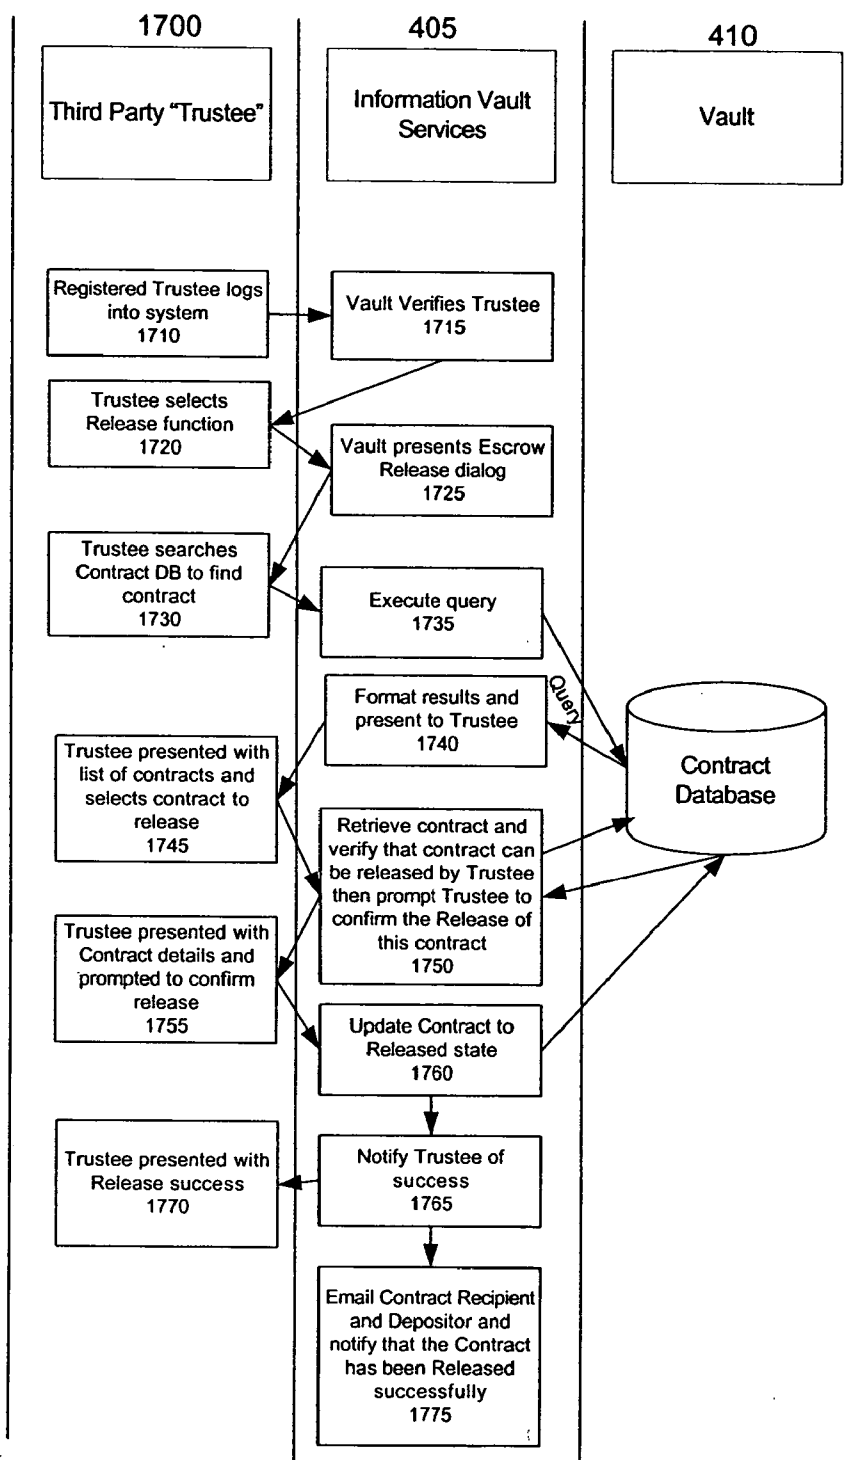 1700
405
410
Third Party "Trustee"
Information Vault
Services
Vault
Registered Trustee logs
into system
1710
Vault Verifies Trustee
1715
Trustee selects
Release function
1720
Vault presents Escrow
Release dialog
1725
Trustee searches
Contract DB to find
contract
1730
Execute query
1735
Query
Format results and
present to Trustee
1740
Contract
Database
Trustee presented with
list of contracts and
selects contract to
release
1745
Retrieve contract and
verify that contract can
be released by Trustee
then prompt Trustee to
confirm the Release of
this contract
1750
Trustee presented with
Contract details and
prompted to confirm
release
1755
Update Contract to
Released state
1760
Notify Trustee of
success
1765
Trustee presented with
Release success
1770
Email Contract Recipient
and Depositor and
notify that the Contract
has been Released
successfully
1775